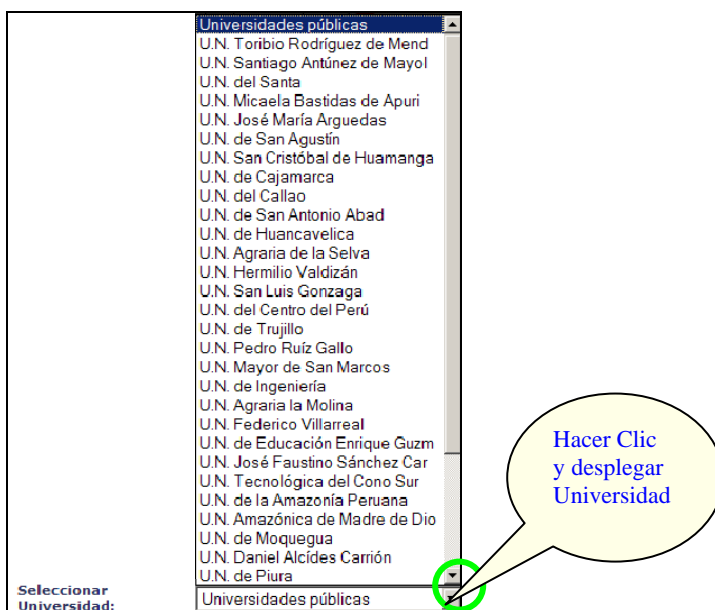 Universidades públicas
U.N. Toribio Rodríguez de Mend
U.N. Santiago Antúnez de Mayol
U.N. del Santa
U.N. Micaela Bastidas de Apuri
U.N. José María Arguedas
U.N. de San Agustín
U.N. San Cristóbal de Huamanga
U.N. de Cajamarca
U.N. del Callao
U.N. de San Antonio Abad
U.N. de Huancavelica
U.N. Agraria de la Selva
U.N. Hermilio Valdizán
U.N. San Luis Gonzaga
U.N. del Centro del Perú
U.N. de Trujillo
U.N. Pedro Ruíz Gallo
U.N. Mayor de San Marcos
U.N. de Ingeniería
U.N. Agraria la Molina
U.N. Federico Villarreal
U.N. de Educación Enrique Guzm
U.N. José Faustino Sánchez Car
U.N. Tecnológica del Cono Sur
U.N. de la Amazonía Peruana
U.N. Amazónica de Madre de Dio
U.N. de Moquegua
U.N. Daniel Alcídes Carrión
U.N. de Piura
Seleccionar
Universidad:
Universidades públicas
Hacer Clic
y desplegar
Universidad